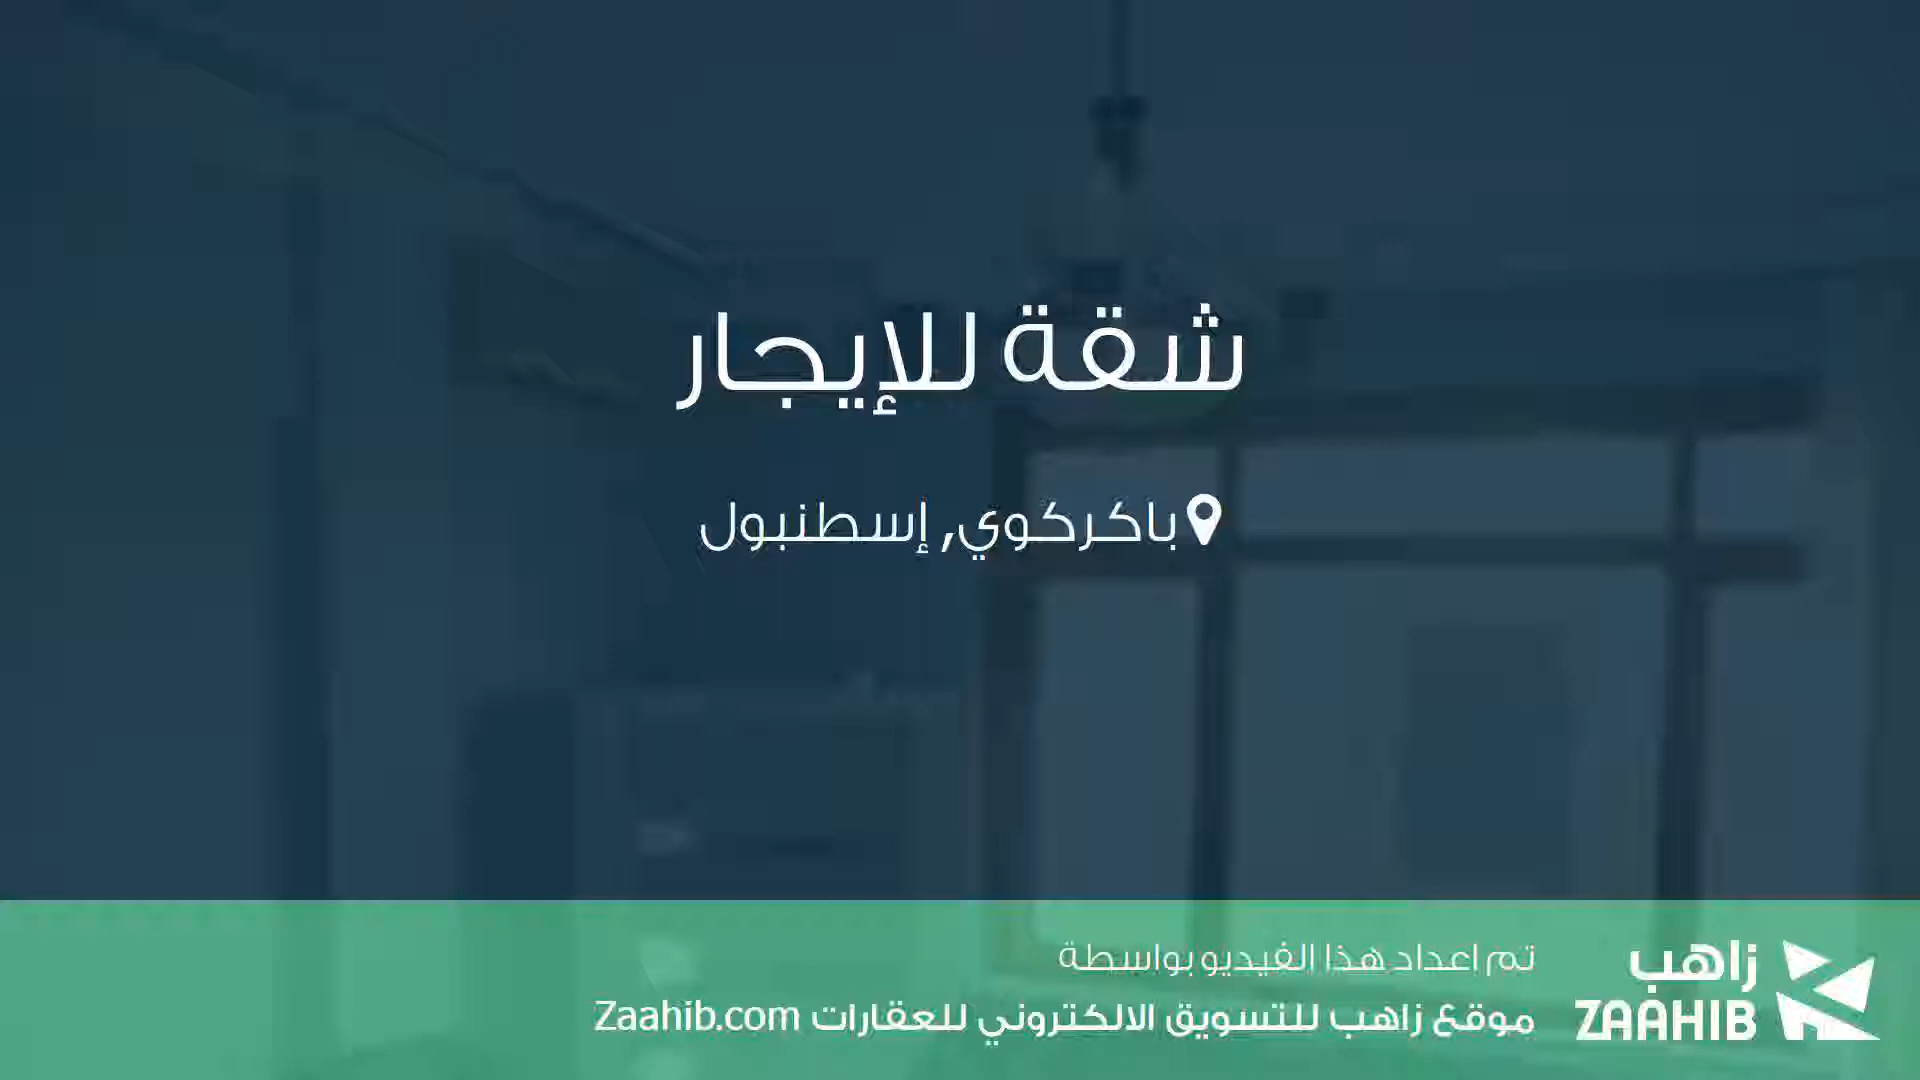 شقة للإيجار
باكركوي, إسطنبول
تم اعداد هذا الفيديو بواسطة
موقع زاهب للتسويق الالكتروني للعقارات Zaahib.com
زاهب
ZAAHIB